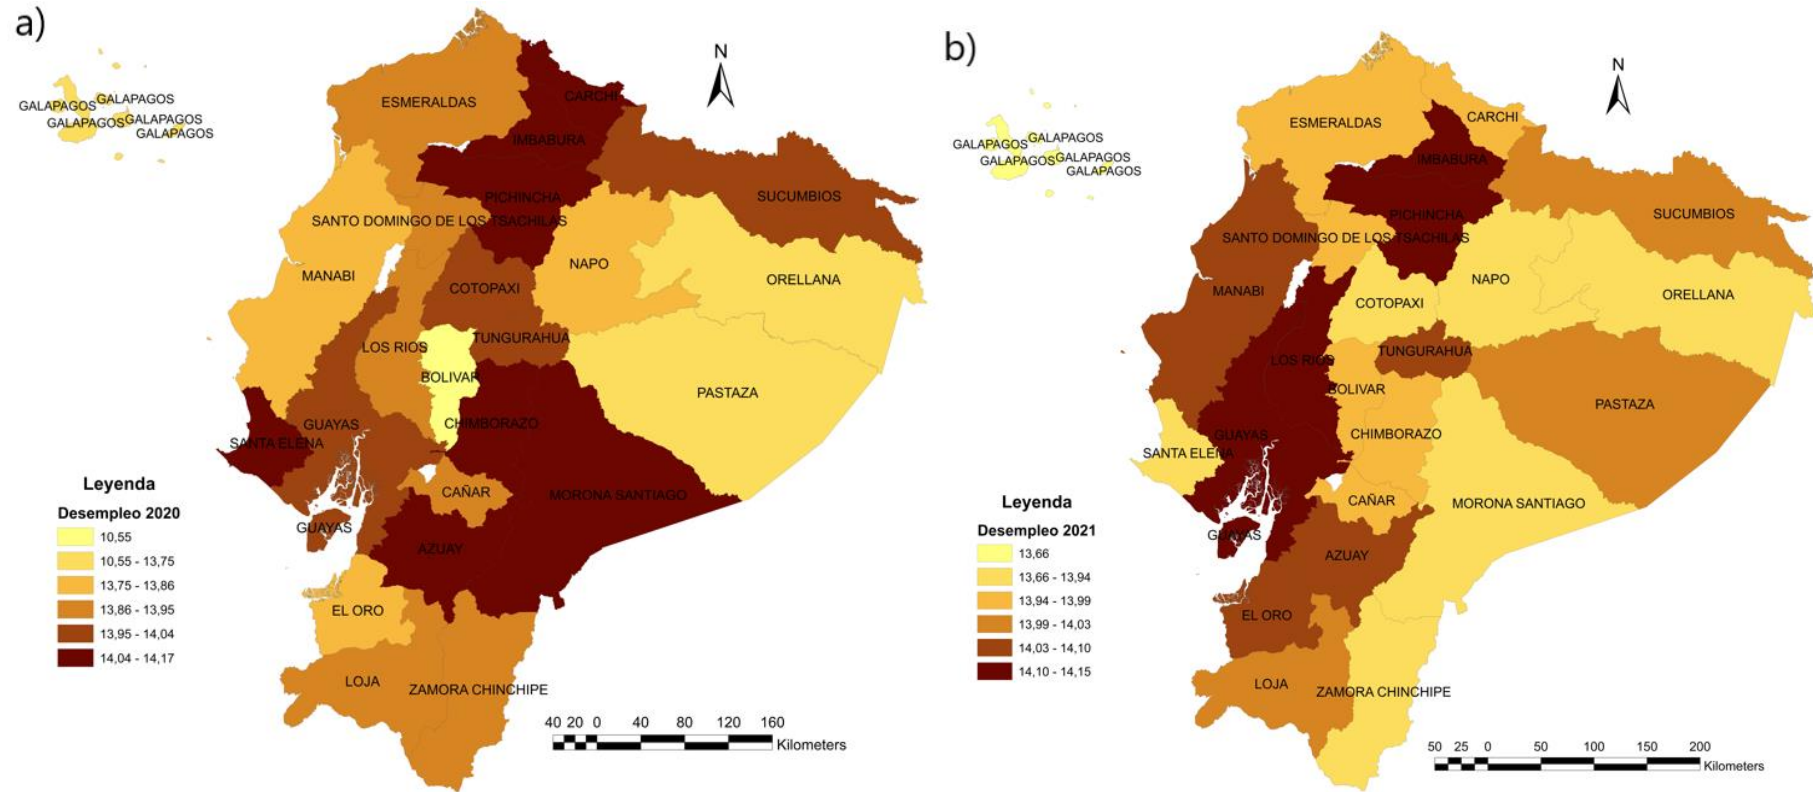 a)
N
GALAPAGOS
GALAPAGOS
GALAPAGOS
GALAPAGOS
GALAPAGOS
ESMERALDAS
CARCHI
IMBABURA
PICHINCHA
SUCUMBIOS
SANTO DOMINGO DE LOS TSACHILAS
MANABI
NAPO
ORELLANA
COTOPAXI
TUNGURAHUA
LOS RIOS
BOLIVAR
PASTAZA
GUAYAS
CHIMBORAZO
SANTA ELENA
CAÑAR
MORONA SANTIAGO
GUAYAS
AZUAY
EL ORO
LOJA
ZAMORA CHINCHIPE
Leyenda
Desempleo 2020
10,55
10,55 - 13,75
13,75 - 13,86
13,86 - 13,95
13,95 - 14,04
14,04 - 14,17
40 20 0 40 80 120 160
Kilometers
b)
N
GALAPAGOS
GALAPAGOS
GALAPAGOS
GALAPAGOS
GALAPAGOS
ESMERALDAS
CARCHI
IMBABURA
PICHINCHA
SUCUMBIOS
SANTO DOMINGO DE LOS TSACHILAS
MANABI
NAPO
ORELLANA
COTOPAXI
TUNGURAHUA
LOS RIOS
BOLIVAR
PASTAZA
GUAYAS
CHIMBORAZO
SANTA ELENA
CAÑAR
MORONA SANTIAGO
GUAYAS
AZUAY
EL ORO
LOJA
ZAMORA CHINCHIPE
Leyenda
Desempleo 2021
13,66
13,66 - 13,94
13,94 - 13,99
13,99 - 14,03
14,03 - 14,10
14,10 - 14,15
50 25 0 50 100 150 200
Kilometers